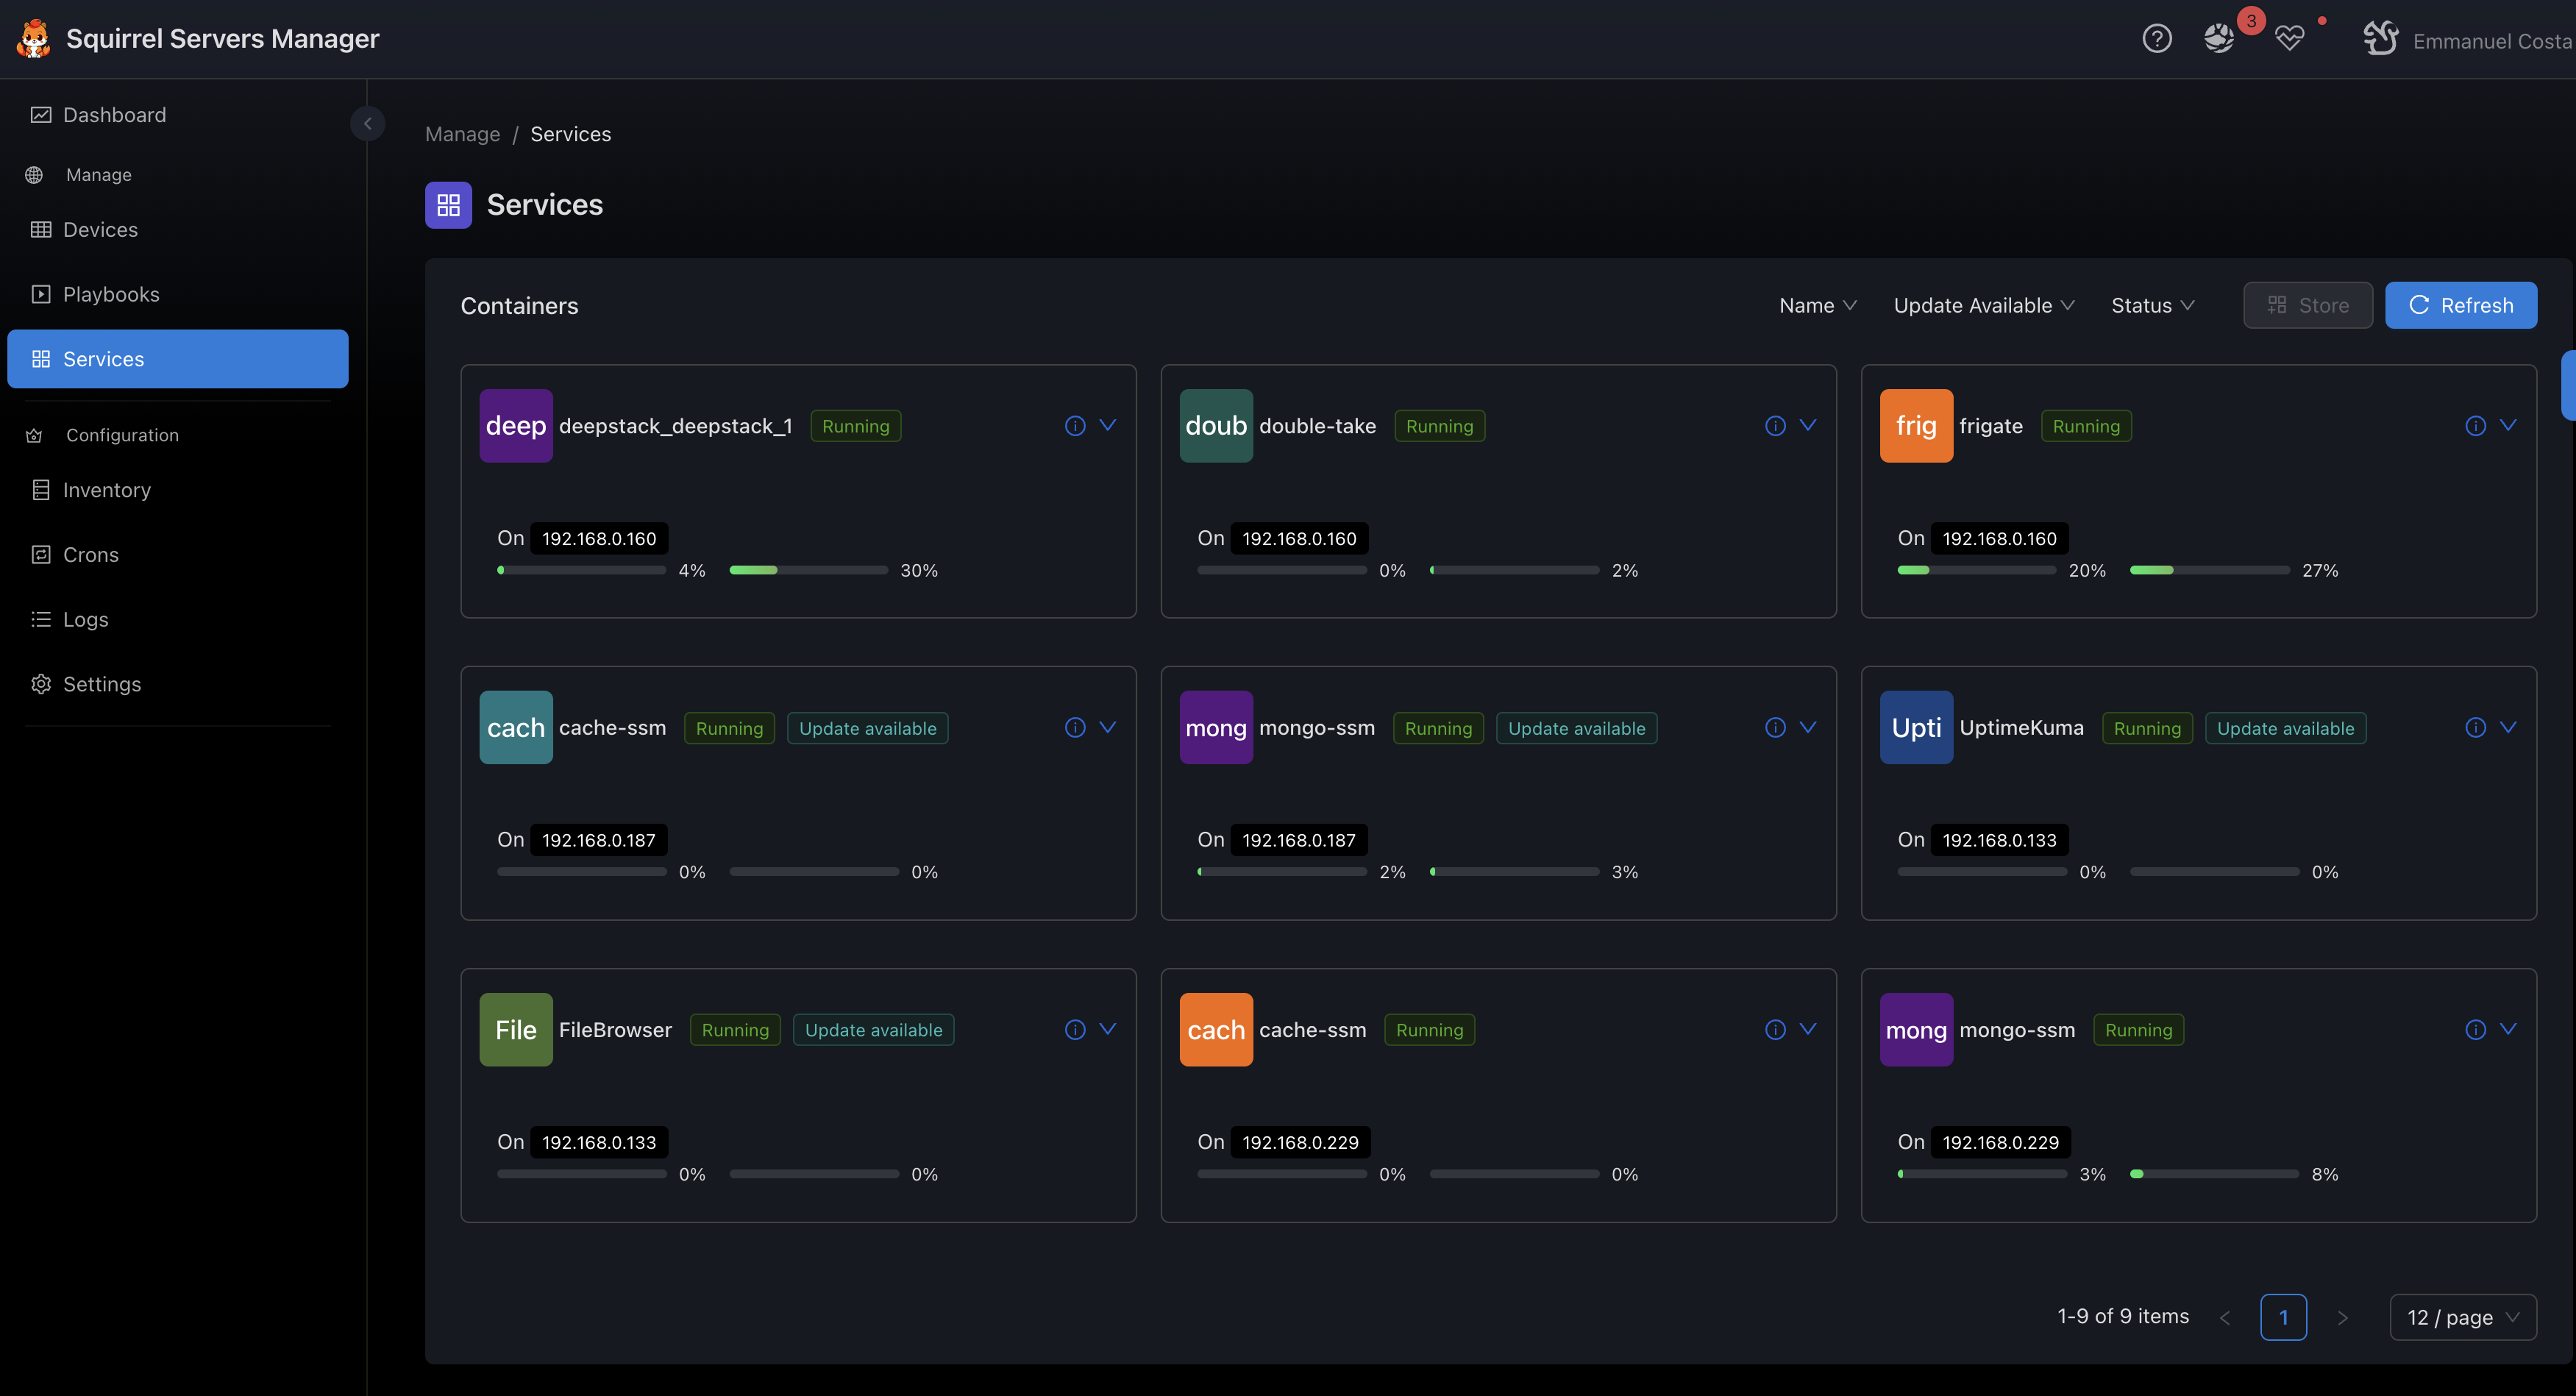 Squirrel Servers Manager
3
Emmanuel Costa
Dashboard
Manage
Devices
Playbooks
Services
Configuration
Inventory
Crons
Logs
Settings
Manage / Services
Services
Containers
Name
Update Available
Status
Store
Refresh
deep deepstack_deepstack_1 Running
On 192.168.0.160
4% 30%
doub double-take Running
On 192.168.0.160
0% 2%
frig frigate Running
On 192.168.0.160
20% 27%
cach cache-ssm Running Update available
On 192.168.0.187
0% 0%
mong mongo-ssm Running Update available
On 192.168.0.187
2% 3%
Upti UptimeKuma Running Update available
On 192.168.0.133
0% 0%
File FileBrowser Running Update available
On 192.168.0.133
0% 0%
cach cache-ssm Running
On 192.168.0.229
0% 0%
mong mongo-ssm Running
On 192.168.0.229
3% 8%
1-9 of 9 items < 1 > 12 / page